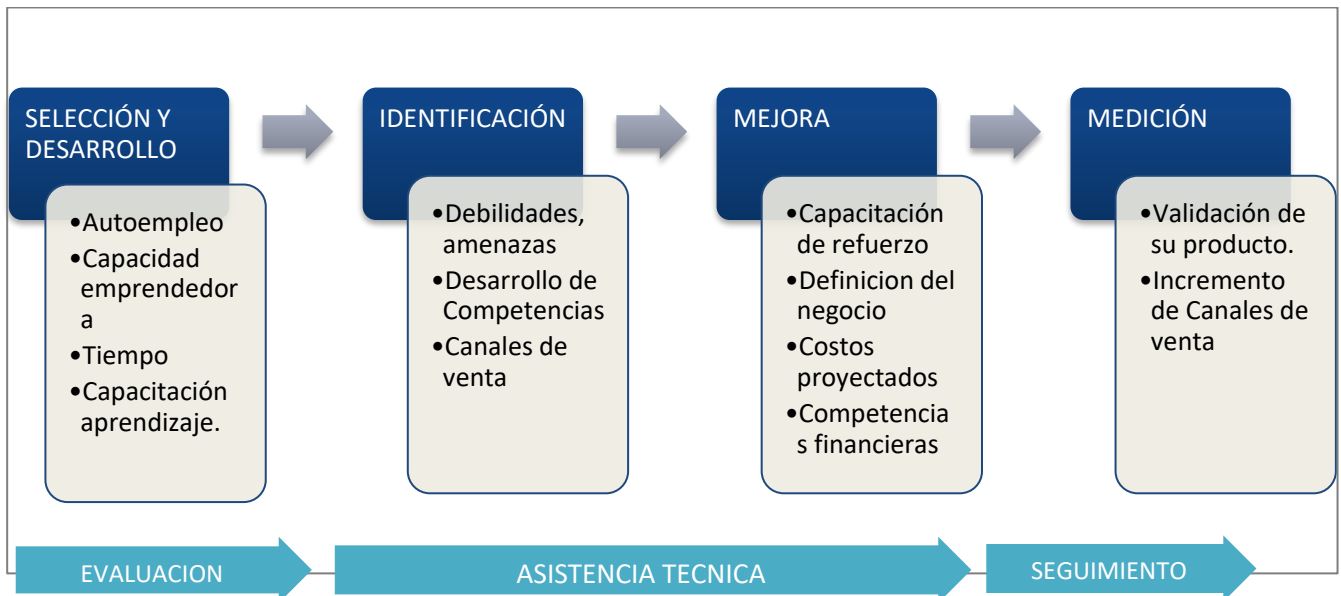 SELECCIÓN Y
DESARROLLO
•Autoempleo
•Capacidad
emprendedor
a
•Tiempo
•Capacitación
aprendizaje.
IDENTIFICACIÓN
•Debilidades,
amenazas
•Desarrollo de
Competencias
•Canales de
venta
MEJORA
•Capacitación
de refuerzo
•Definicion del
negocio
•Costos
proyectados
•Competencia
s financieras
MEDICIÓN
•Validación de
su producto.
•Incremento
de Canales de
venta
EVALUACION
ASISTENCIA TECNICA
SEGUIMIENTO